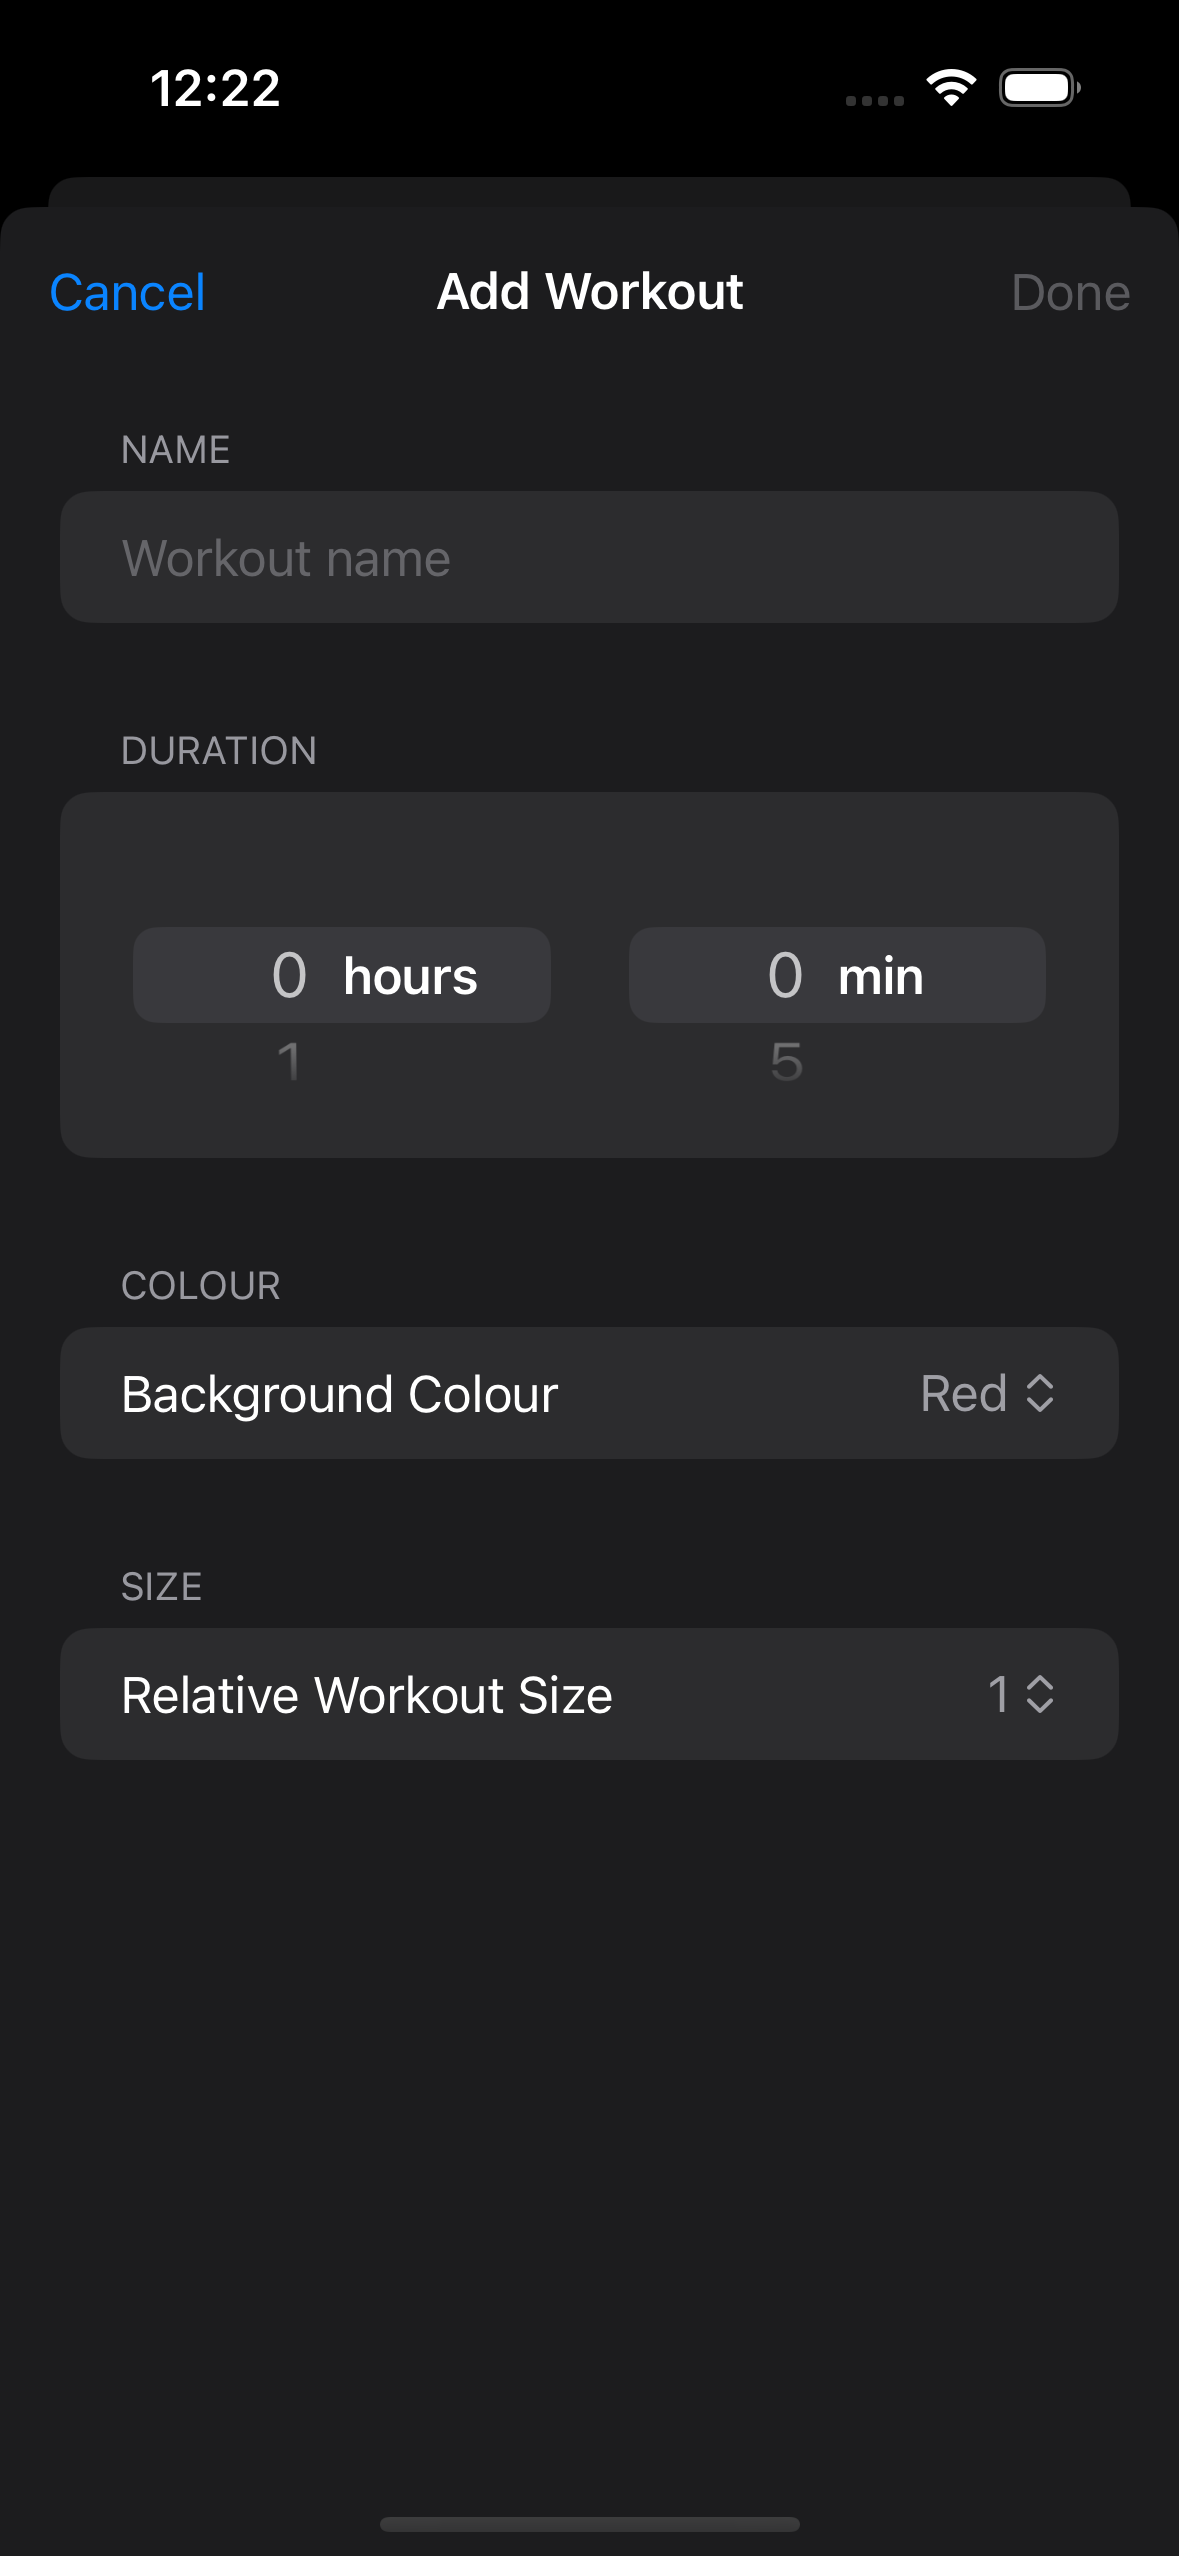 12:22
Cancel Add Workout Done
NAME
Workout name
DURATION
0 hours 0 min
1 5
COLOUR
Background Colour Red
SIZE
Relative Workout Size 1